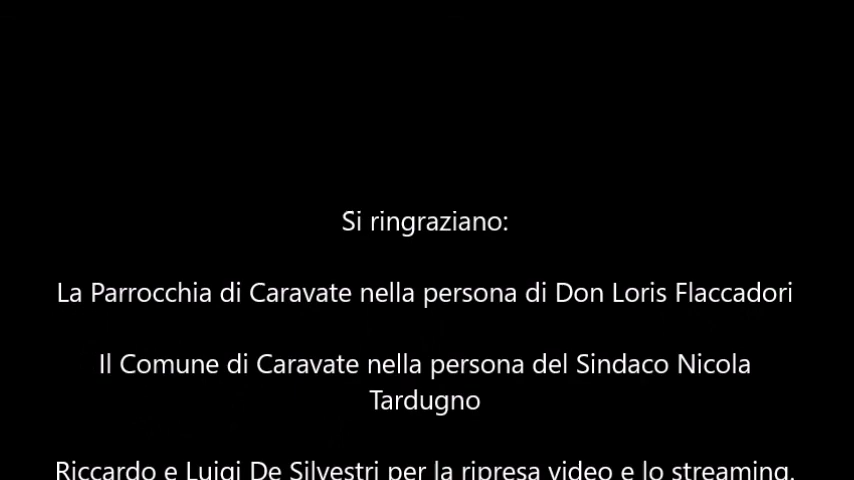 Si ringraziano:
La Parrocchia di Caravate nella persona di Don Loris Flaccadori
Il Comune di Caravate nella persona del Sindaco Nicola
Tardugno
Riccardo e Luigi De Silvestri per la ripresa video e lo streaming.